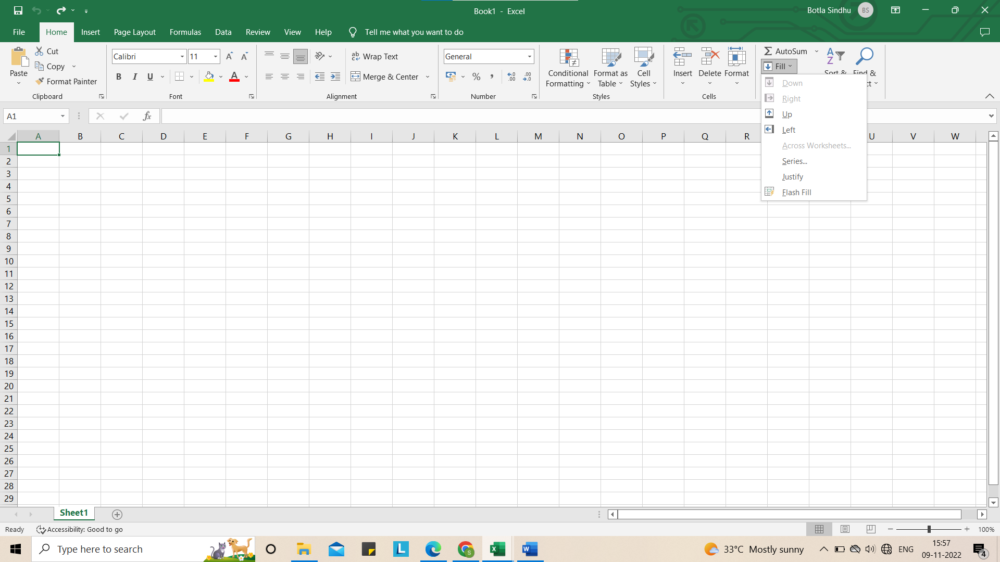 Book1 - Excel
Botla Sindhu BS
File Home Insert Page Layout Formulas Data Review View Help Tell me what you want to do
Cut
Copy
Format Painter
Paste
Clipboard
Calibri 11
B I U
Font
Wrap Text
Merge & Center
Alignment
General
Number
Conditional Formatting
Format as Table
Cell Styles
Styles
Insert Delete Format
Cells
AutoSum
Fill
Down
Right
Up
Left
Across Worksheets...
Series...
Justify
Flash Fill
A1
fx
A B C D E F G H I J K L M N O P Q R U V W
1
2
3
4
5
6
7
8
9
10
11
12
13
14
15
16
17
18
19
20
21
22
23
24
25
26
27
28
29
Sheet1
Ready Accessibility: Good to go 100%
Type here to search
33°C Mostly sunny ENG
15:57
09-11-2022
4